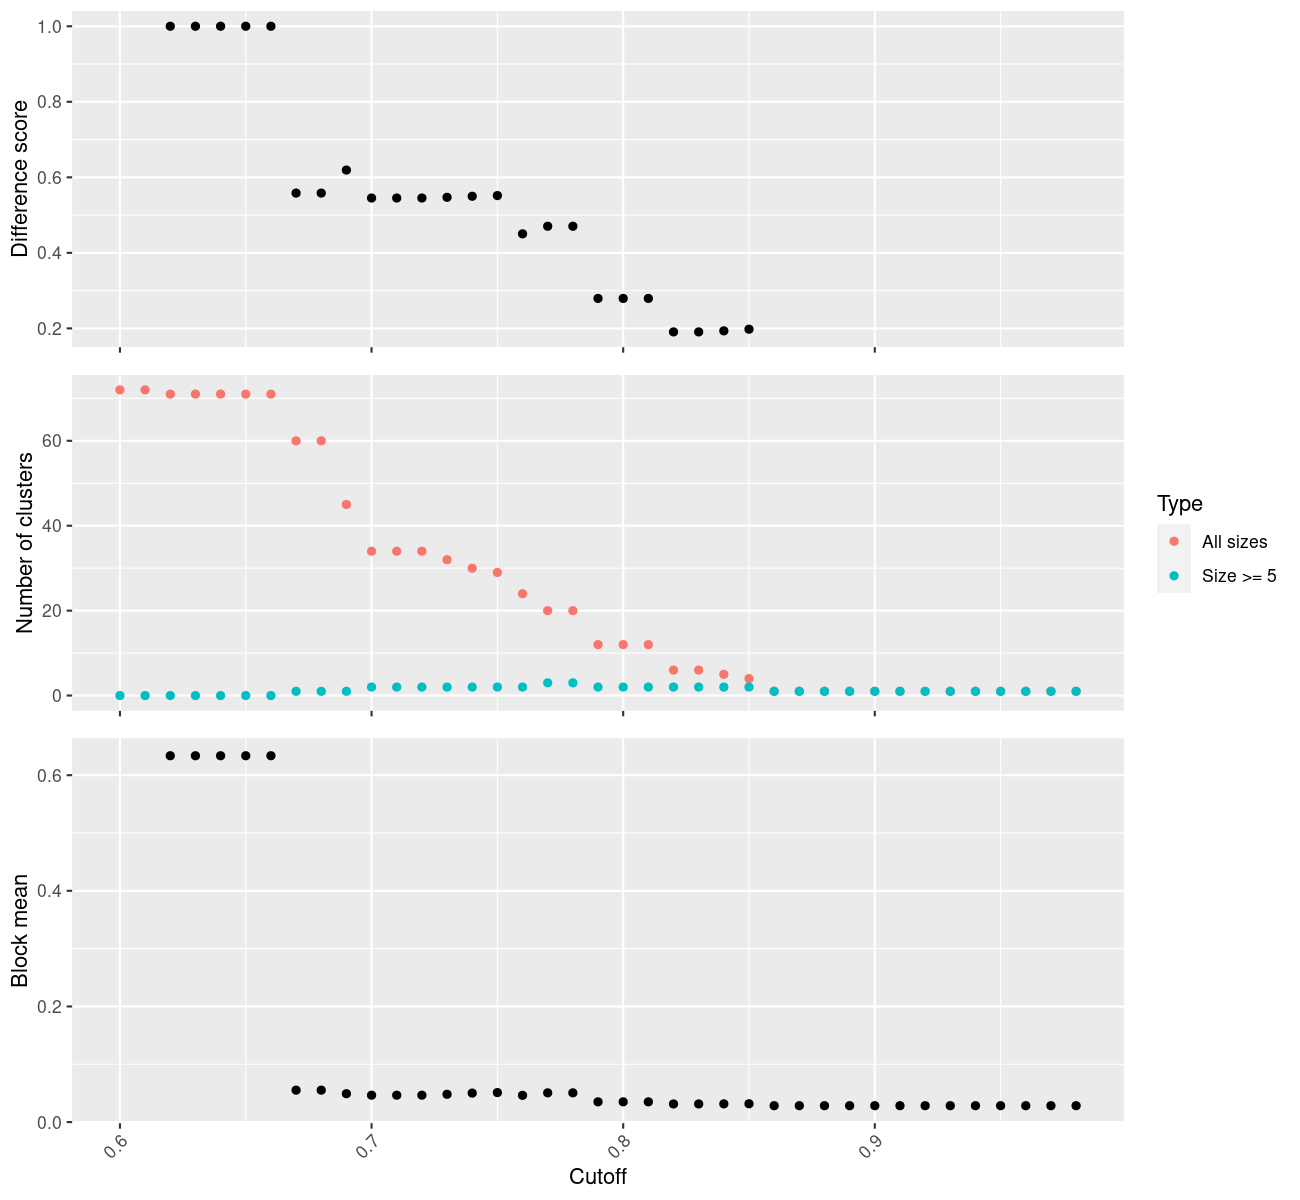 Difference score
1.0
0.8
0.6
0.4
0.2
Number of clusters
60
40
20
0
Type
All sizes
Size >= 5
Block mean
0.6
0.4
0.2
0.0
0.6
0.7
0.8
0.9
Cutoff